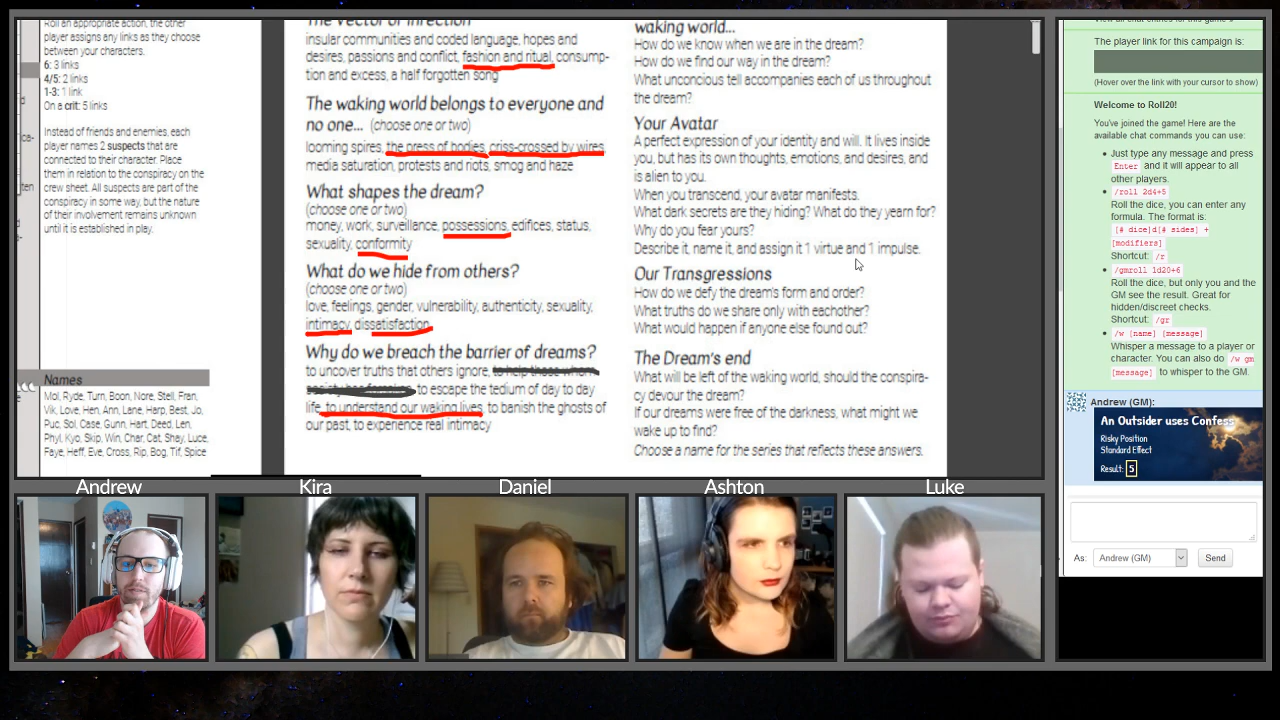 Roll an appropriate action, the other
player assigns any links as they choose
between your characters.
6: 3 links
4/5: 2 links
1-3: 1 link
On a crit: 5 links
Instead of friends and enemies, each
player names 2 suspects that are
connected to their character. Place
them in relation to the conspiracy on the
crew sheet. All suspects are part of the
conspiracy in some way, but the nature
of their involvement remains unknown
until it is established in play.
Names
Mol, Ryde, Turn, Boon, Nore, Stell, Fran,
Vik, Love, Hen, Ann, Lane, Harp, Best, Jo,
Puc, Sol, Case, Gunn, Hart, Deed, Len,
Phyl, Kyo, Skip, Win, Char, Cat, Shay, Luce,
Faye, Heff, Eve, Cross, Rip, Bog, Tif, Spice
The Vector of Infection
insular communities and coded language, hopes and
desires, passions and conflict, fashion and ritual, consump-
tion and excess, a half forgotten song
The waking world belongs to everyone and
no one... (choose one or two)
looming spires, the press of bodies, criss-crossed by wires
media saturation, protests and riots, smog and haze
What shapes the dream?
(choose one or two)
money, work, surveillance, possessions, edifices, status,
sexuality, conformity
What do we hide from others?
(choose one or two)
love, feelings, gender, vulnerability, authenticity, sexuality,
intimacy, dissatisfaction
Why do we breach the barrier of dreams?
to uncover truths that others ignore, to help those whom
to escape the tedium of day to day
life, to understand our waking lives, to banish the ghosts of
our past, to experience real intimacy
waking world...
How do we know when we are in the dream?
How do we find our way in the dream?
What unconcious tell accompanies each of us throughout
the dream?
Your Avatar
A perfect expression of your identity and will. It lives inside
you, but has its own thoughts, emotions, and desires, and
is alien to you.
When you transcend, your avatar manifests.
What dark secrets are they hiding? What do they yearn for?
Why do you fear yours?
Describe it, name it, and assign it 1 virtue and 1 impulse.
Our Transgressions
How do we defy the dream's form and order?
What truths do we share only with eachother?
What would happen if anyone else found out?
The Dream's end
What will be left of the waking world, should the conspira-
cy devour the dream?
If our dreams were free of the darkness, what might we
wake up to find?
Choose a name for the series that reflects these answers.
The player link for this campaign is:
(Hover over the link with your cursor to show)
Welcome to Roll20!
You've joined the game! Here are the
available chat commands you can use:
Just type any message and press
Enter and it will appear to all
other players.
/roll 2d4+5
Roll the dice, you can enter any
formula. The format is:
[# dice]d[# sides] +
[modifiers]
Shortcut: /r
/gmroll 1d20+6
Roll the dice, but only you and the
GM see the result. Great for
hidden/discreet checks.
Shortcut: /gr
/w [name] [message]
Whisper a message to a player or
character. You can also do /w gm
[message] to whisper to the GM.
Andrew (GM):
An Outsider uses Confess
Risky Position
Standard Effect
Result: 5
As: Andrew (GM) Send
Andrew Kira Daniel Ashton Luke